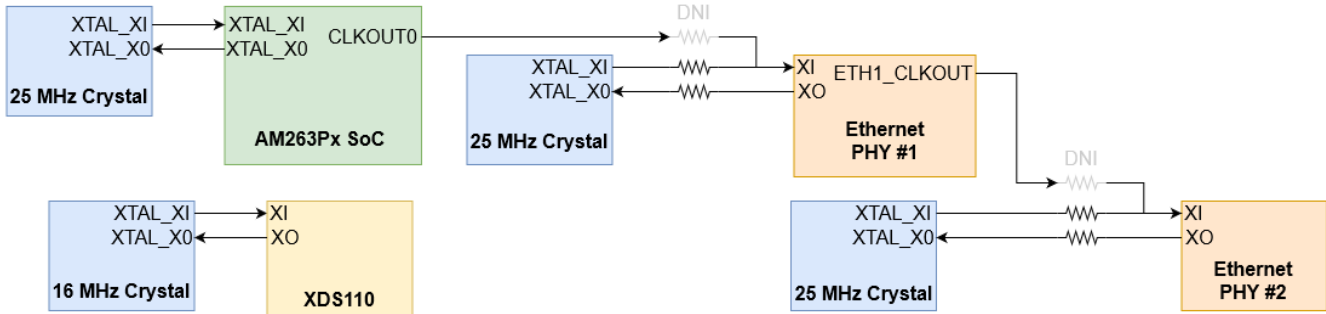 XTAL_XI
XTAL_X0
25 MHz Crystal
XTAL_XI
XTAL_X0
CLKOUT0
AM263Px SoC
DNI
XTAL_XI
XTAL_X0
25 MHz Crystal
XI
XO
ETH1_CLKOUT
Ethernet
PHY #1
DNI
XTAL_XI
XTAL_X0
16 MHz Crystal
XI
XO
XDS110
XTAL_XI
XTAL_X0
25 MHz Crystal
XI
XO
Ethernet
PHY #2